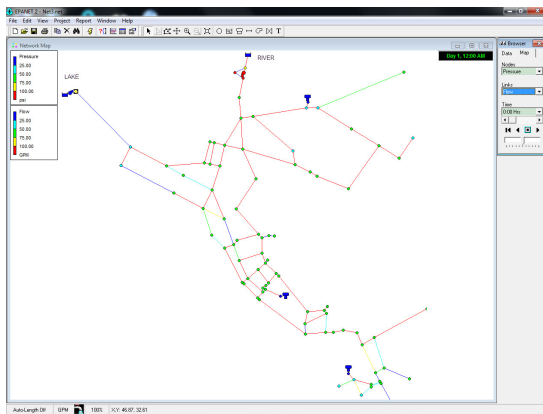 EPANET 2 - Net3.net
File Edit View Project Report Window Help
Network Map
Browser
Data Map
Nodes
Pressure
Links
Flow
Time
0:00 Hrs
Day 1, 12:00 AM
Pressure
25.00
50.00
75.00
100.00
psi
Flow
25.00
50.00
75.00
100.00
GPM
LAKE
RIVER
Auto-Length Off
GPM
100%
X,Y: 46.87, 32.61